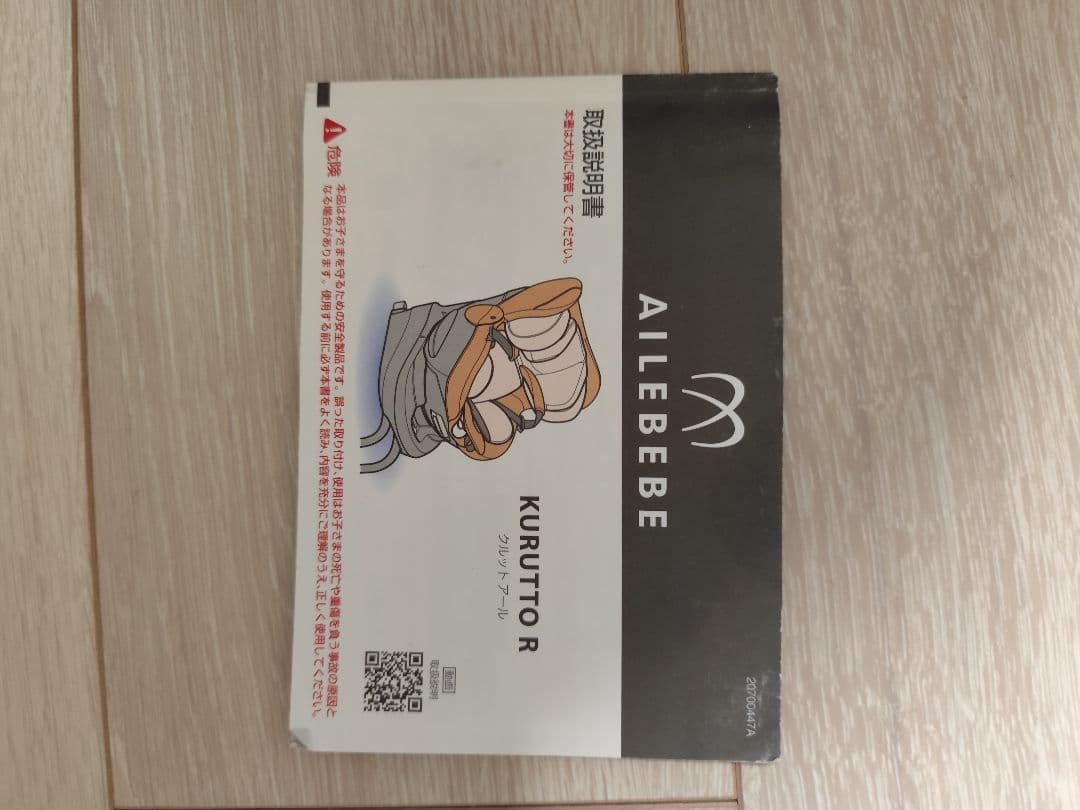 20700447A
AILEBEBE
取扱説明書
本書は大切に保管してください。
KURUTTO R
クルット アール
動画
取扱説明
危険
本品はお子さまを守るための安全製品です。誤った取り付け、使用はお子さまの死亡や重傷を負う事故の原因と
なる場合があります。使用する前に必ず本書をよく読み、内容を充分にご理解のうえ、正しく使用してください。